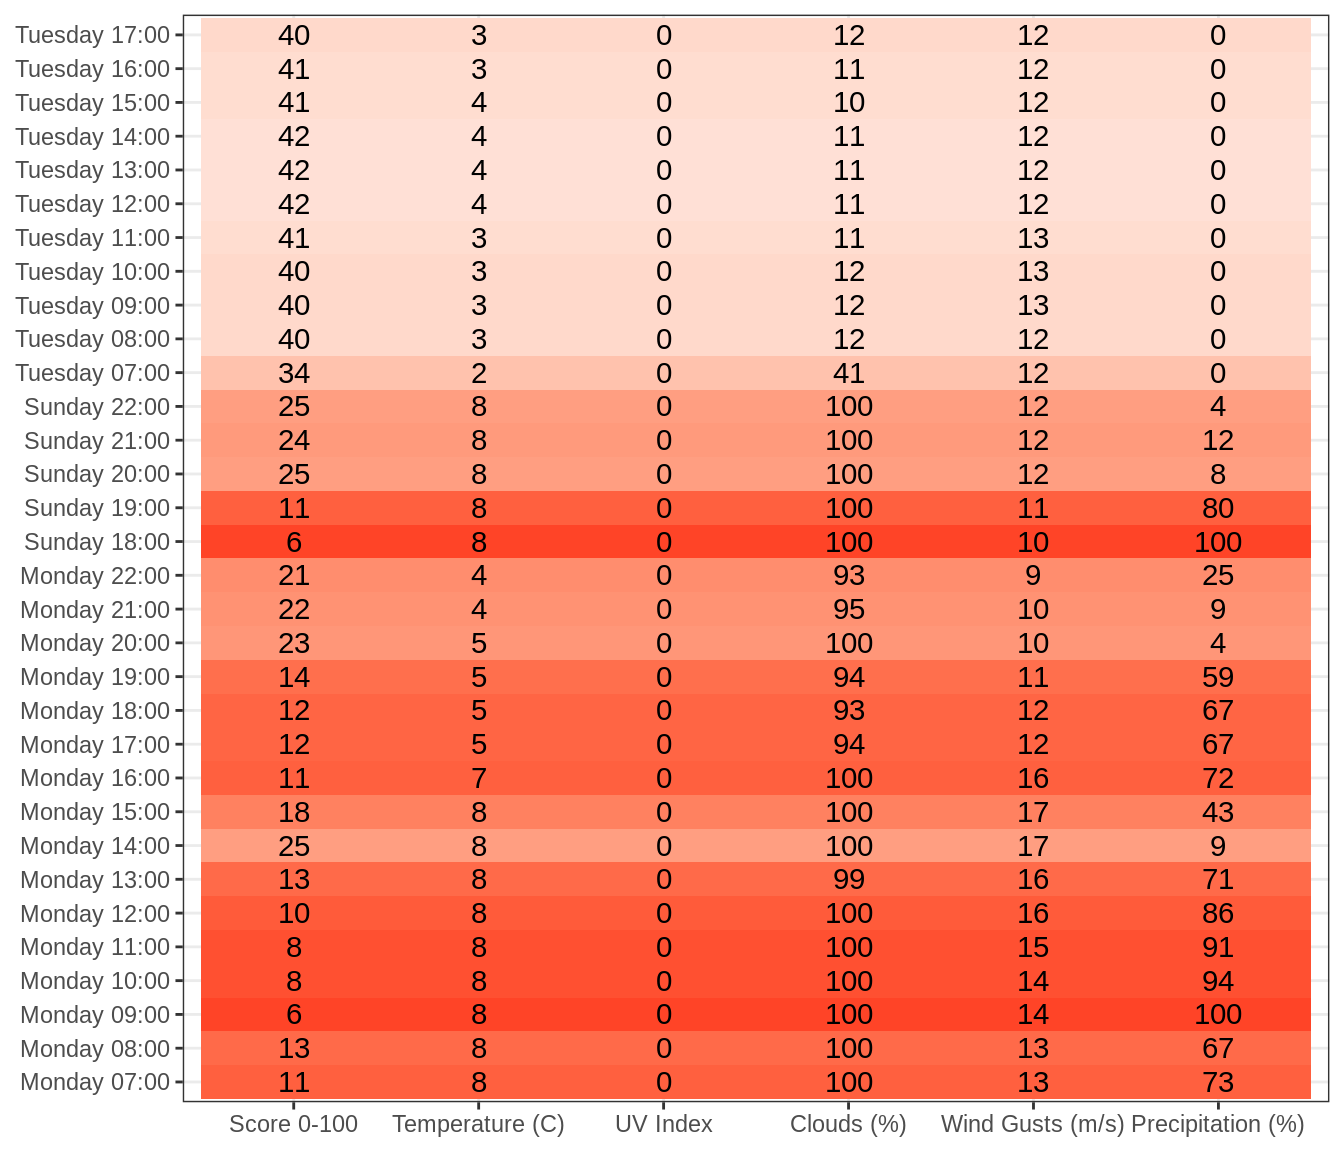 Tuesday 17:00 40 3 0 12 12 0
Tuesday 16:00 41 3 0 11 12 0
Tuesday 15:00 41 4 0 10 12 0
Tuesday 14:00 42 4 0 11 12 0
Tuesday 13:00 42 4 0 11 12 0
Tuesday 12:00 42 4 0 11 12 0
Tuesday 11:00 41 3 0 11 13 0
Tuesday 10:00 40 3 0 12 13 0
Tuesday 09:00 40 3 0 12 13 0
Tuesday 08:00 40 3 0 12 12 0
Tuesday 07:00 34 2 0 41 12 0
Sunday 22:00 25 8 0 100 12 4
Sunday 21:00 24 8 0 100 12 12
Sunday 20:00 25 8 0 100 12 8
Sunday 19:00 11 8 0 100 11 80
Sunday 18:00 6 8 0 100 10 100
Monday 22:00 21 4 0 93 9 25
Monday 21:00 22 4 0 95 10 9
Monday 20:00 23 5 0 100 10 4
Monday 19:00 14 5 0 94 11 59
Monday 18:00 12 5 0 93 12 67
Monday 17:00 12 5 0 94 12 67
Monday 16:00 11 7 0 100 16 72
Monday 15:00 18 8 0 100 17 43
Monday 14:00 25 8 0 100 17 9
Monday 13:00 13 8 0 99 16 71
Monday 12:00 10 8 0 100 16 86
Monday 11:00 8 8 0 100 15 91
Monday 10:00 8 8 0 100 14 94
Monday 09:00 6 8 0 100 14 100
Monday 08:00 13 8 0 100 13 67
Monday 07:00 11 8 0 100 13 73
Score 0-100 Temperature (C) UV Index Clouds (%) Wind Gusts (m/s) Precipitation (%)